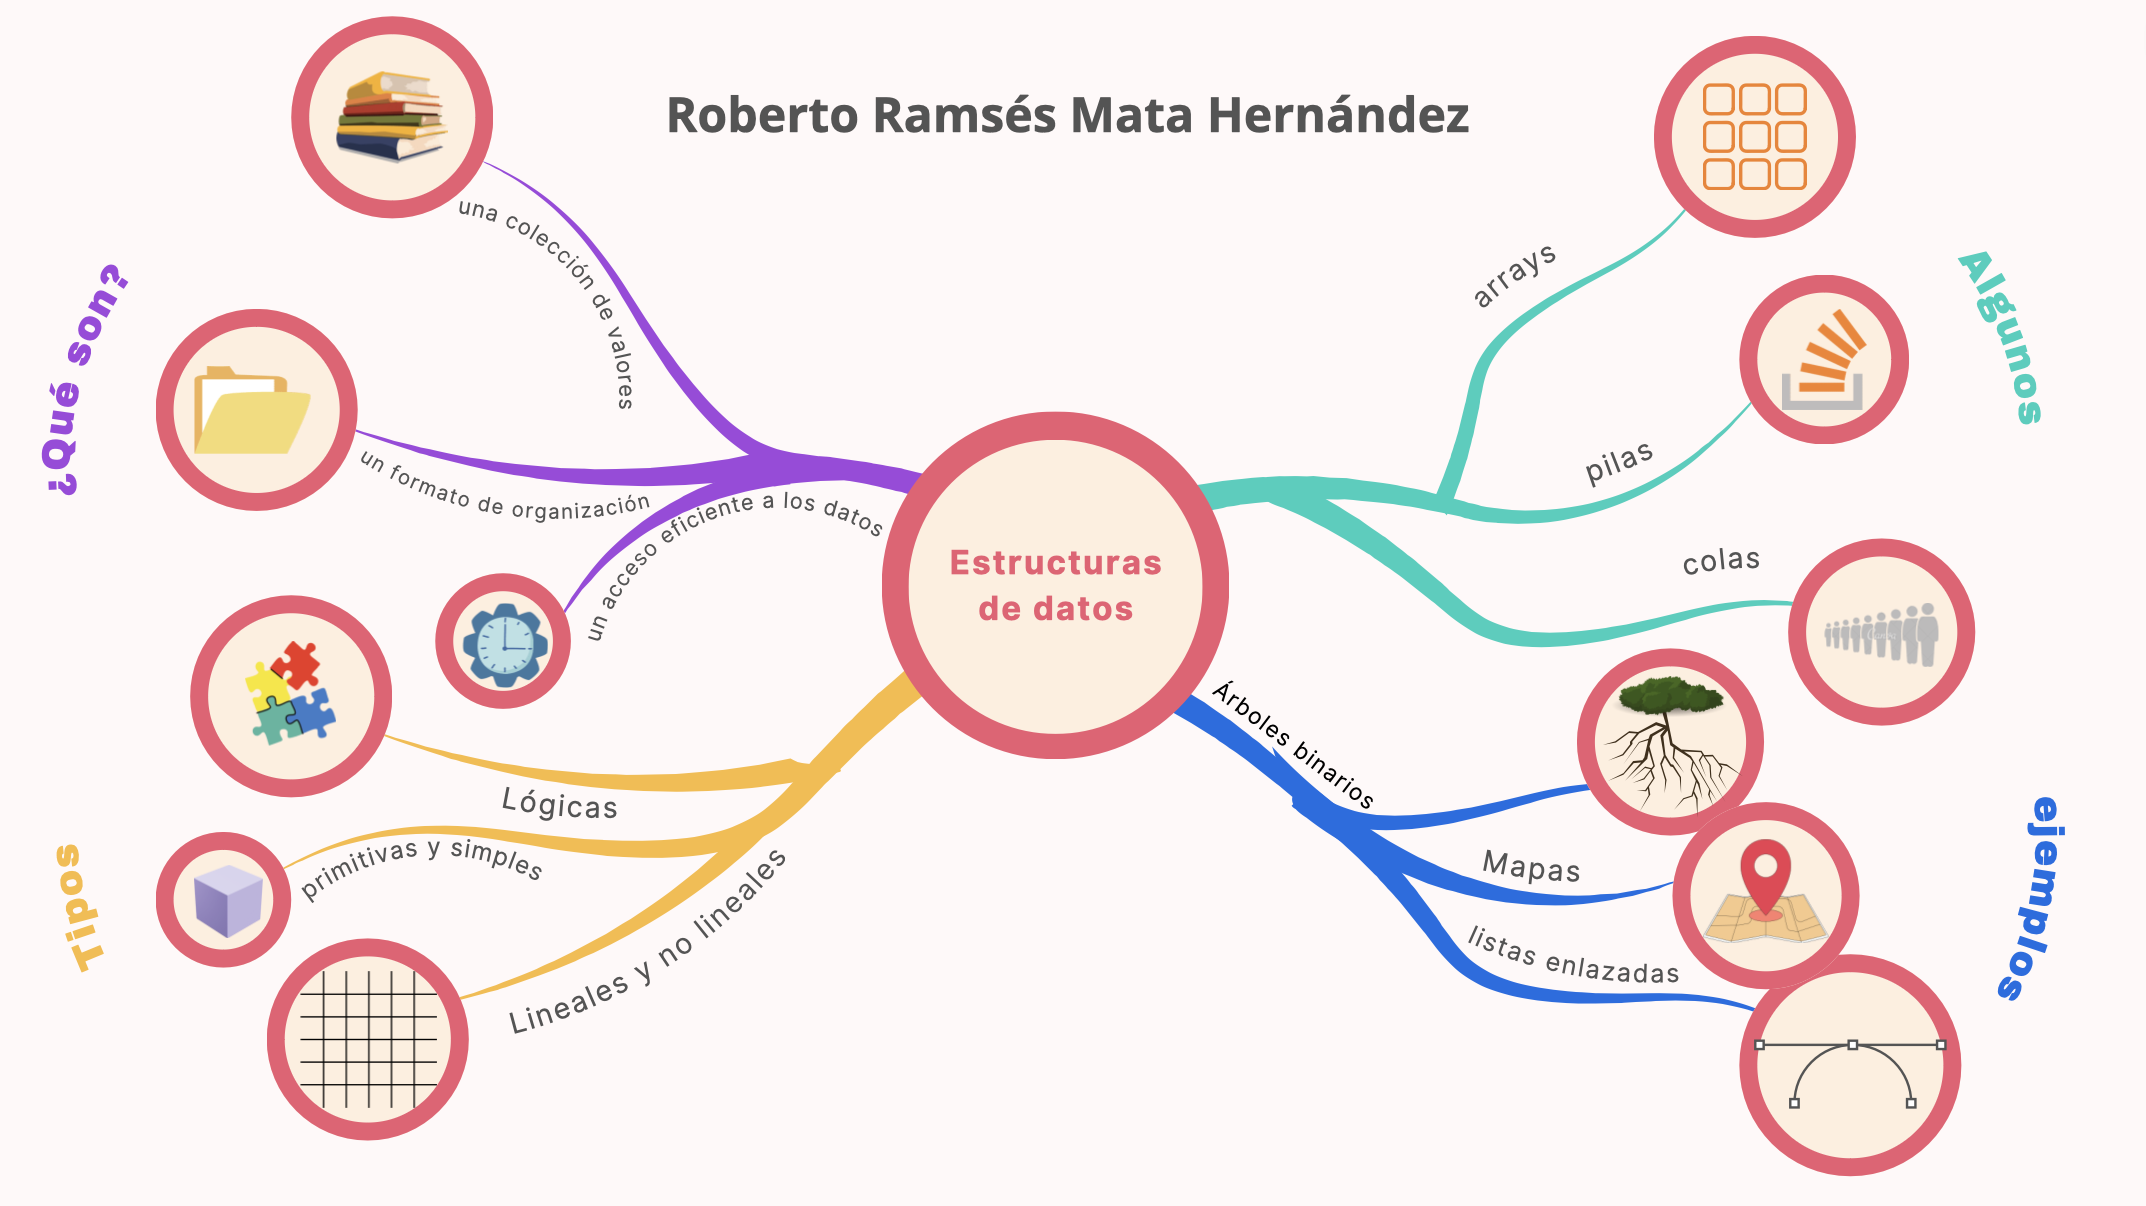 Roberto Ramsés Mata Hernández
Estructuras
de datos
¿Qué son?
una colección de valores
un formato de organización
un acceso eficiente a los datos
Tipos
Lógicas
primitivas y simples
Lineales y no lineales
Algunos
arrays
pilas
colas
ejemplos
Árboles binarios
Mapas
listas enlazadas